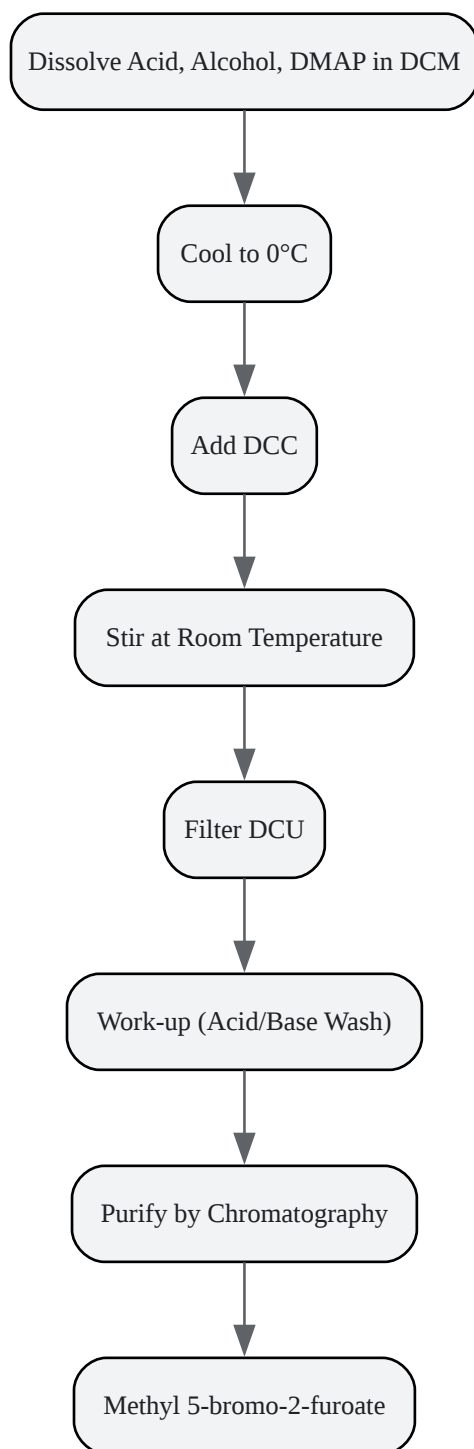 Dissolve Acid, Alcohol, DMAP in DCM
Cool to 0°C
Add DCC
Stir at Room Temperature
Filter DCU
Work-up (Acid/Base Wash)
Purify by Chromatography
Methyl 5-bromo-2-furoate